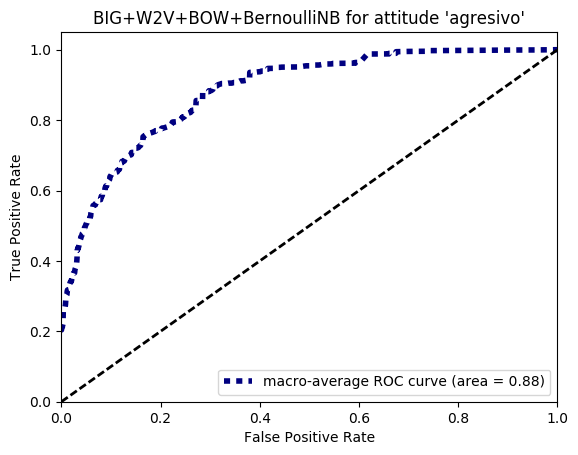 BIG+W2V+BOW+BernoulliNB for attitude 'agresivo'
1.0
0.8
0.6
0.4
0.2
0.0
True Positive Rate
macro-average ROC curve (area = 0.88)
0.0 0.2 0.4 0.6 0.8 1.0
False Positive Rate